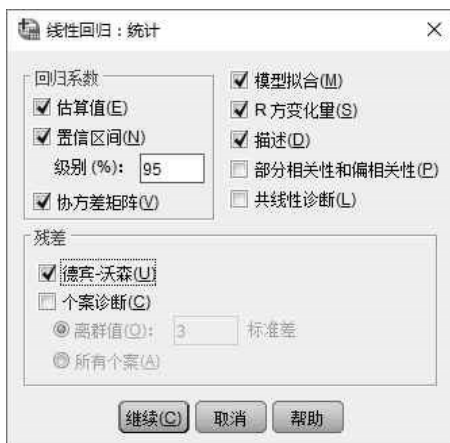 线性回归：统计
回归系数
估算值(E)
置信区间(N)
级别 (%)： 95
协方差矩阵(V)
模型拟合(M)
R 方变化量(S)
描述(D)
部分相关性和偏相关性(P)
共线性诊断(L)
残差
德宾-沃森(U)
个案诊断(C)
离群值(O)： 3 标准差
所有个案(A)
继续(C) 取消 帮助